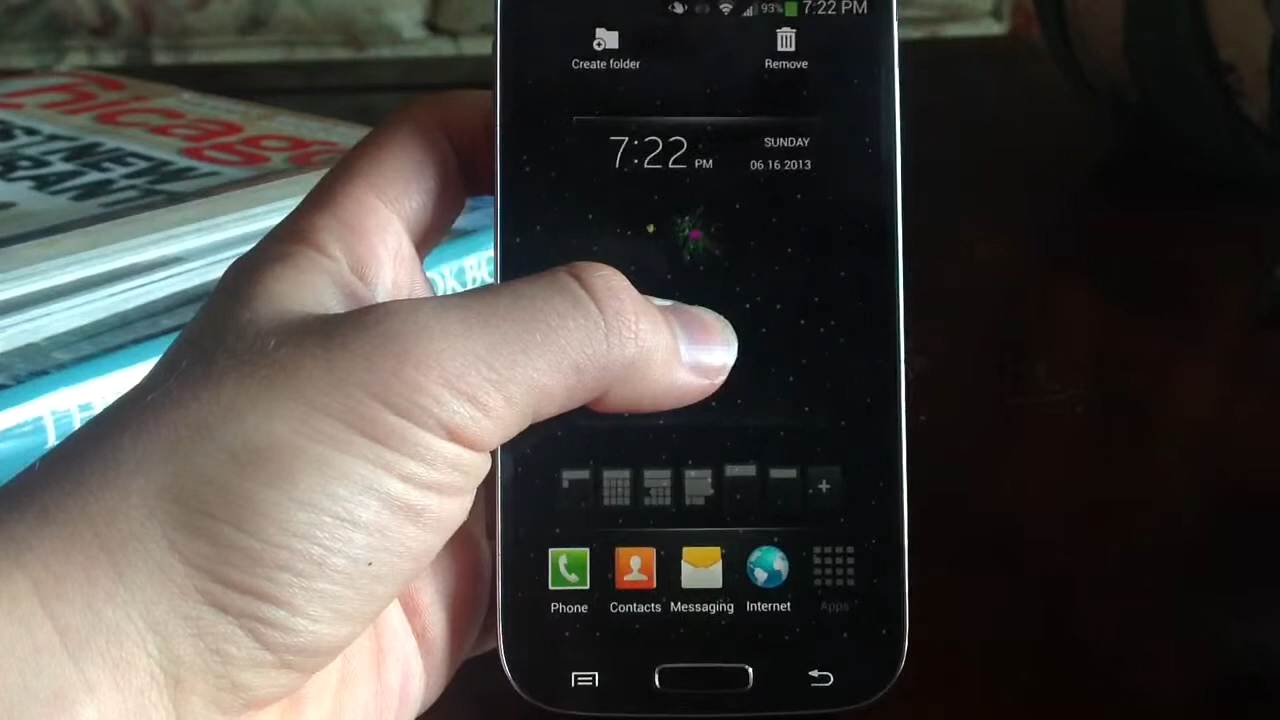 93% 7:22 PM
Create folder
Remove
Chicago
7:22 PM
SUNDAY
06 16 2013
Phone
Contacts
Messaging
Internet
Apps